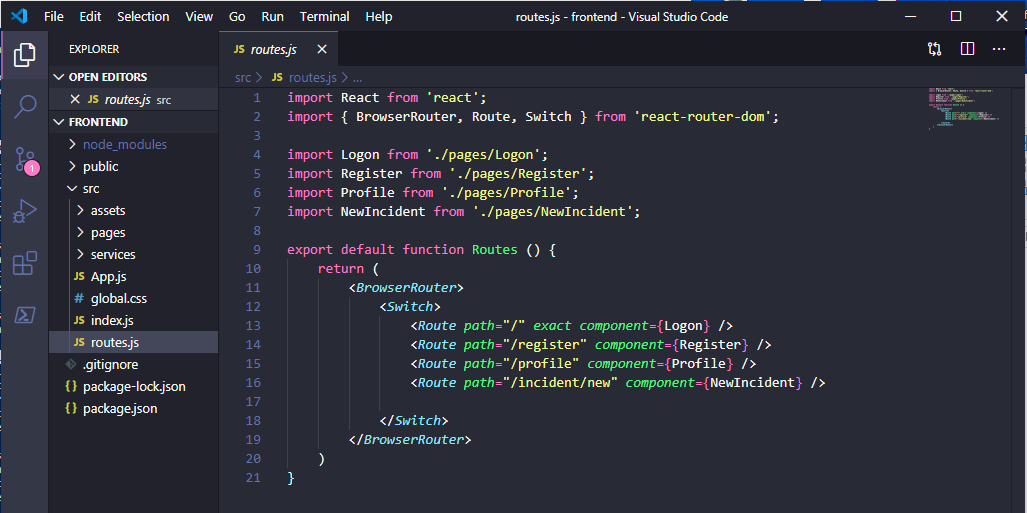 File Edit Selection View Go Run Terminal Help routes.js - frontend - Visual Studio Code
EXPLORER
OPEN EDITORS
JS routes.js src
FRONTEND
node_modules
public
src
assets
pages
services
JS App.js
# global.css
JS index.js
JS routes.js
.gitignore
{} package-lock.json
{} package.json
1
JS routes.js
src > JS routes.js > ...
1 import React from 'react';
2 import { BrowserRouter, Route, Switch } from 'react-router-dom';
3
4 import Logon from './pages/Logon';
5 import Register from './pages/Register';
6 import Profile from './pages/Profile';
7 import NewIncident from './pages/NewIncident';
8
9 export default function Routes () {
10     return (
11         <BrowserRouter>
12             <Switch>
13                 <Route path="/" exact component={Logon} />
14                 <Route path="/register" component={Register} />
15                 <Route path="/profile" component={Profile} />
16                 <Route path="/incident/new" component={NewIncident} />
17
18             </Switch>
19         </BrowserRouter>
20     )
21 }